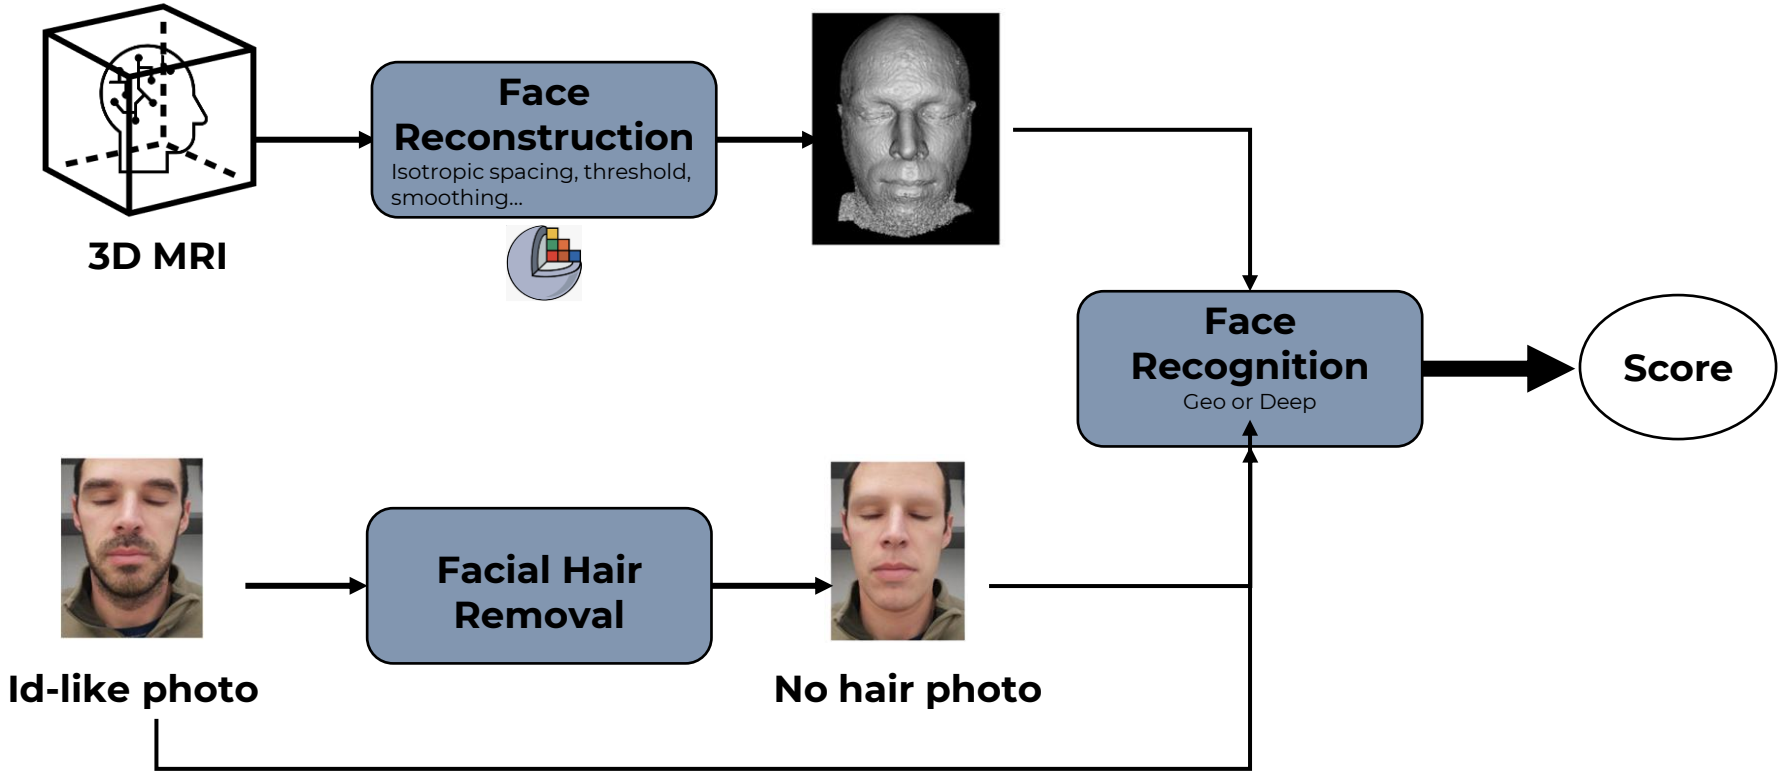 Face
Reconstruction
Isotropic spacing, threshold,
smoothing...
3D MRI
Face
Recognition
Geo or Deep
Score
Facial Hair
Removal
Id-like photo
No hair photo